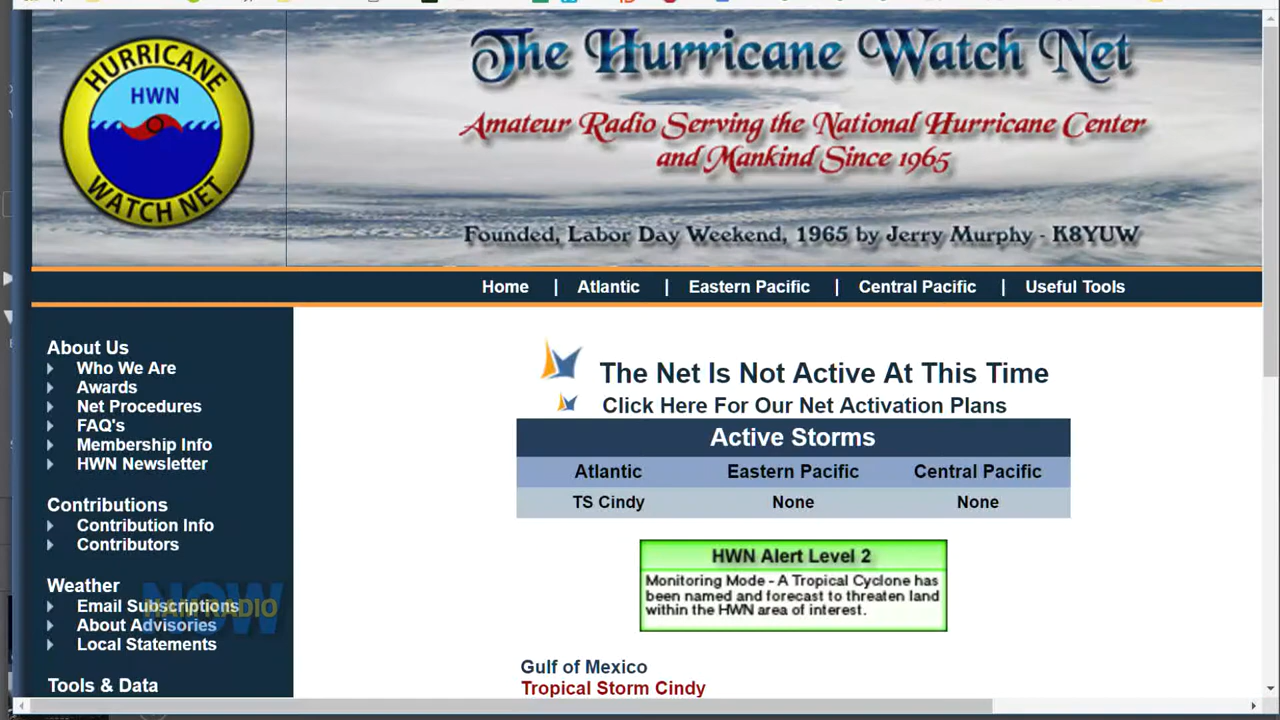 HURRICANE
HWN
WATCH NET
The Hurricane Watch Net
Amateur Radio Serving the National Hurricane Center
and Mankind Since 1965
Founded, Labor Day Weekend, 1965 by Jerry Murphy - K8YUW
Home | Atlantic | Eastern Pacific | Central Pacific | Useful Tools
About Us
Who We Are
Awards
Net Procedures
FAQ's
Membership Info
HWN Newsletter
Contributions
Contribution Info
Contributors
Weather
Email Subscriptions
About Advisories
Local Statements
Tools & Data
HAM RADIO
NOW
The Net Is Not Active At This Time
Click Here For Our Net Activation Plans
Active Storms
Atlantic Eastern Pacific Central Pacific
TS Cindy None None
HWN Alert Level 2
Monitoring Mode - A Tropical Cyclone has
been named and forecast to threaten land
within the HWN area of interest.
Gulf of Mexico
Tropical Storm Cindy